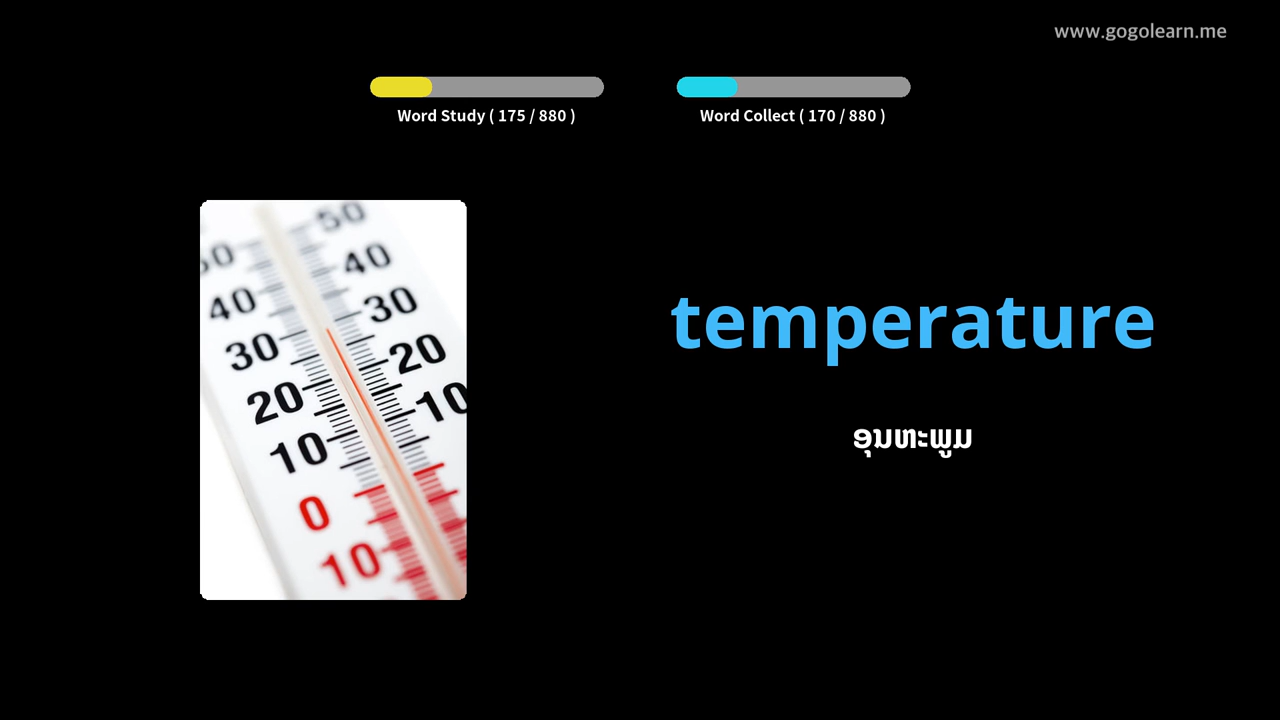 www.gogolearn.me
Word Study ( 175 / 880 )
Word Collect ( 170 / 880 )
50
50
40
40
30
30
20
20
10
10
0
10
temperature
ອຸນຫະພູມ